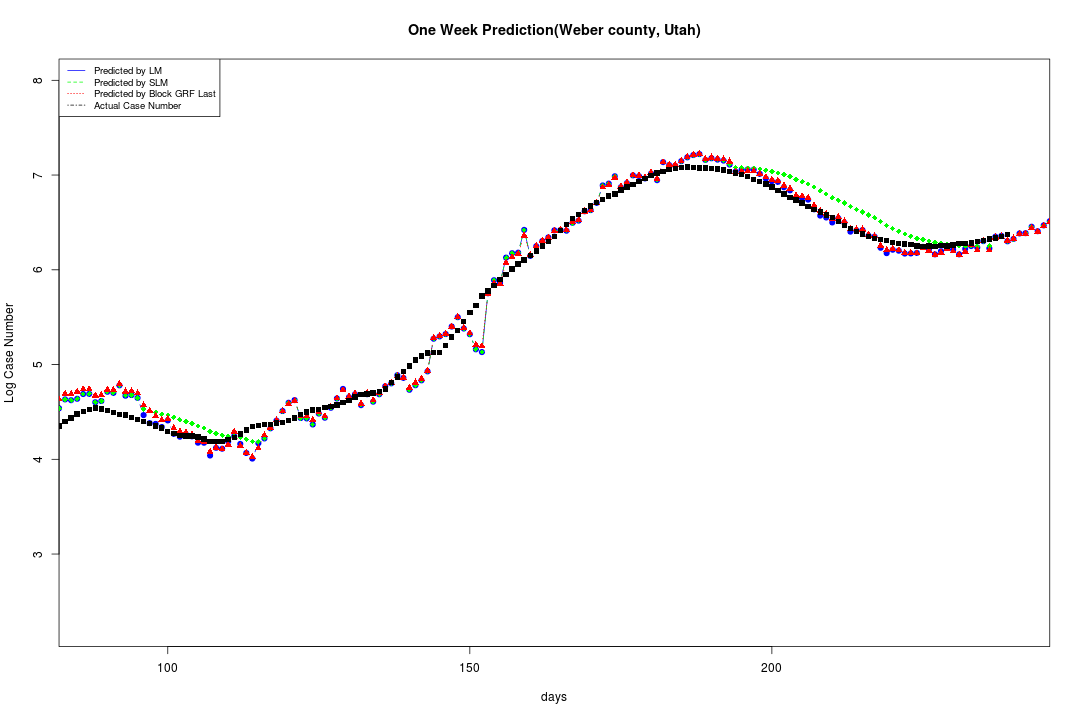 One Week Prediction(Weber county, Utah)
Predicted by LM
Predicted by SLM
Predicted by Block GRF Last
Actual Case Number
8
7
6
5
4
3
Log Case Number
100 150 200
days